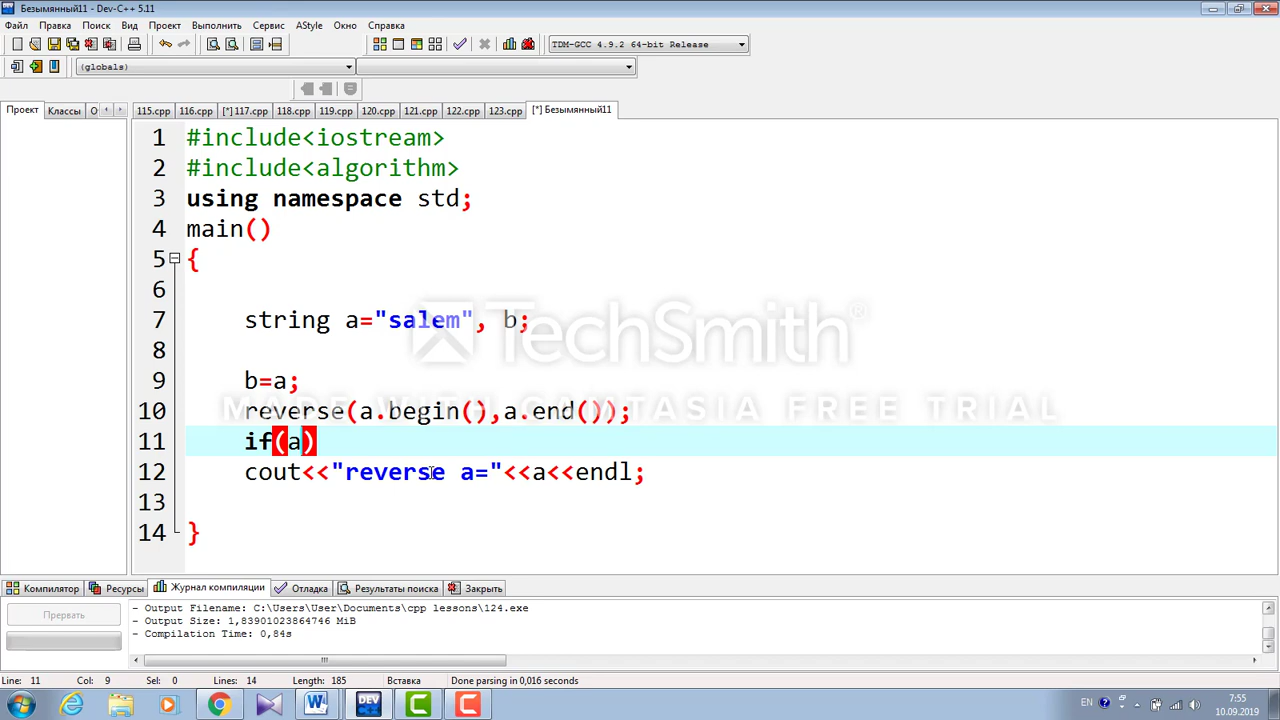 Безымянный11 - Dev-C++ 5.11
Файл Правка Поиск Вид Проект Выполнить Сервис AStyle Окно Справка
TDM-GCC 4.9.2 64-bit Release
(globals)
Проект Классы О 115.cpp 116.cpp [*] 117.cpp 118.cpp 119.cpp 120.cpp 121.cpp 122.cpp 123.cpp [*] Безымянный11
1 #include<iostream>
2 #include<algorithm>
3 using namespace std;
4 main()
5 {
6
7 string a="salem", b;
8
9 b=a;
10 reverse(a.begin(),a.end());
11 if(a)
12 cout<<"reverse a="<<a<<endl;
13
14 }
TechSmith®
MADE WITH CAMTASIA FREE TRIAL
Компилятор Ресурсы Журнал компиляции Отладка Результаты поиска Закрыть
Прервать
- Output Filename: C:\Users\User\Documents\cpp lessons\124.exe
- Output Size: 1,83901023864746 MiB
- Compilation Time: 0,84s
Line: 11 Col: 9 Sel: 0 Lines: 14 Length: 185 Вставка Done parsing in 0,016 seconds
EN 7:55
10.09.2019